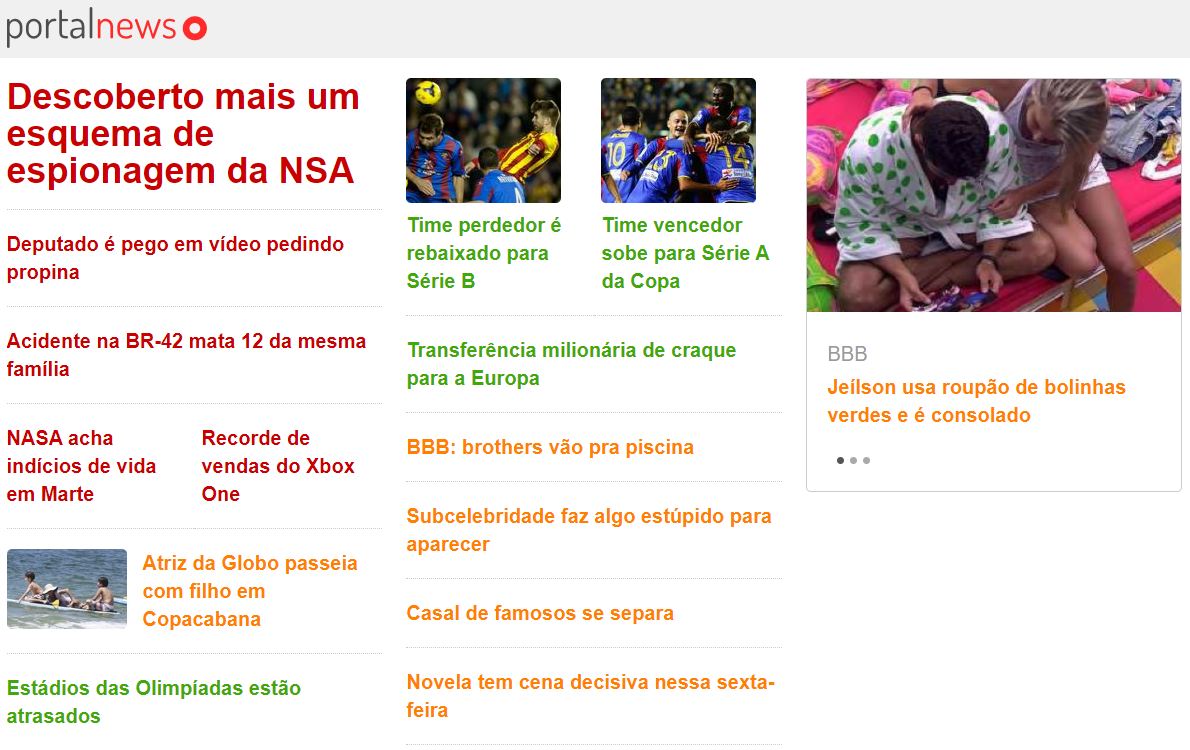 portalnews
Descoberto mais um
esquema de
espionagem da NSA
Deputado é pego em vídeo pedindo
propina
Acidente na BR-42 mata 12 da mesma
família
NASA acha
indícios de vida
em Marte
Recorde de
vendas do Xbox
One
Atriz da Globo passeia
com filho em
Copacabana
Estádios das Olimpíadas estão
atrasados
10
14
Time perdedor é
rebaixado para
Série B
Time vencedor
sobe para Série A
da Copa
Transferência milionária de craque
para a Europa
BBB: brothers vão pra piscina
Subcelebridade faz algo estúpido para
aparecer
Casal de famosos se separa
Novela tem cena decisiva nessa sexta-
feira
BBB
Jeílson usa roupão de bolinhas
verdes e é consolado